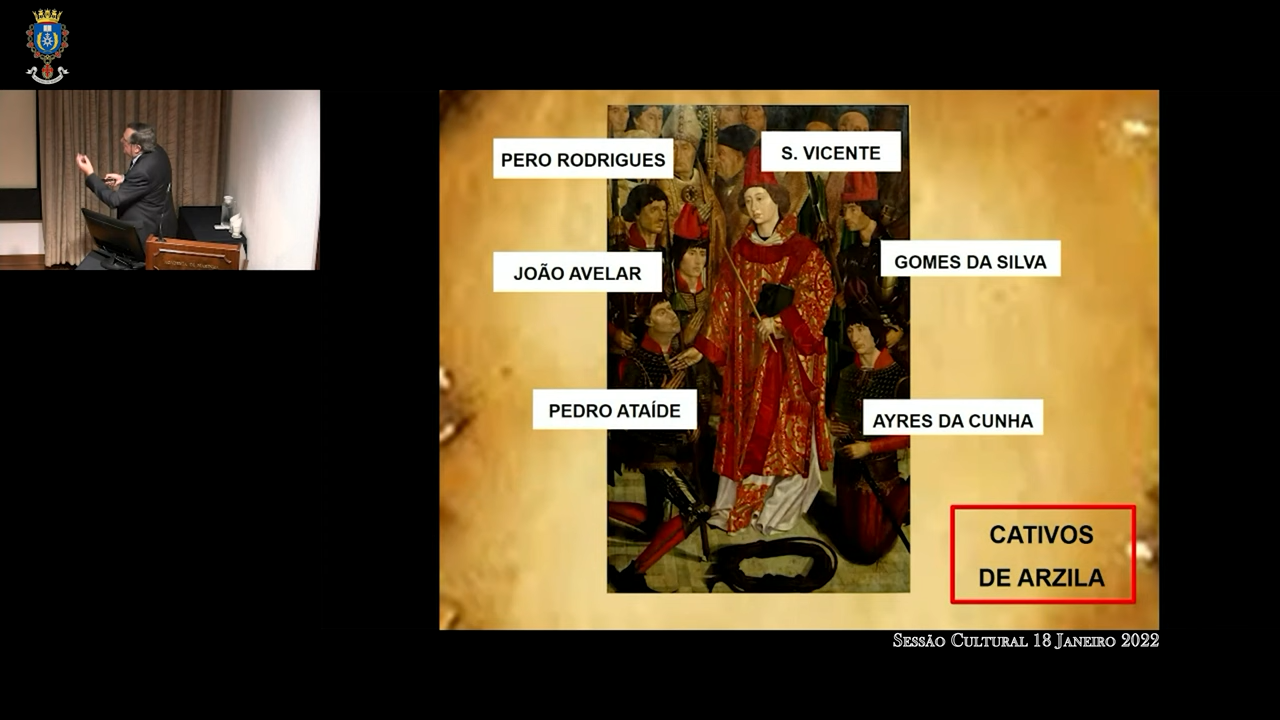 PERO RODRIGUES
S. VICENTE
JOÃO AVELAR
GOMES DA SILVA
PEDRO ATAÍDE
AYRES DA CUNHA
CATIVOS
DE ARZILA
Sessão Cultural 18 Janeiro 2022